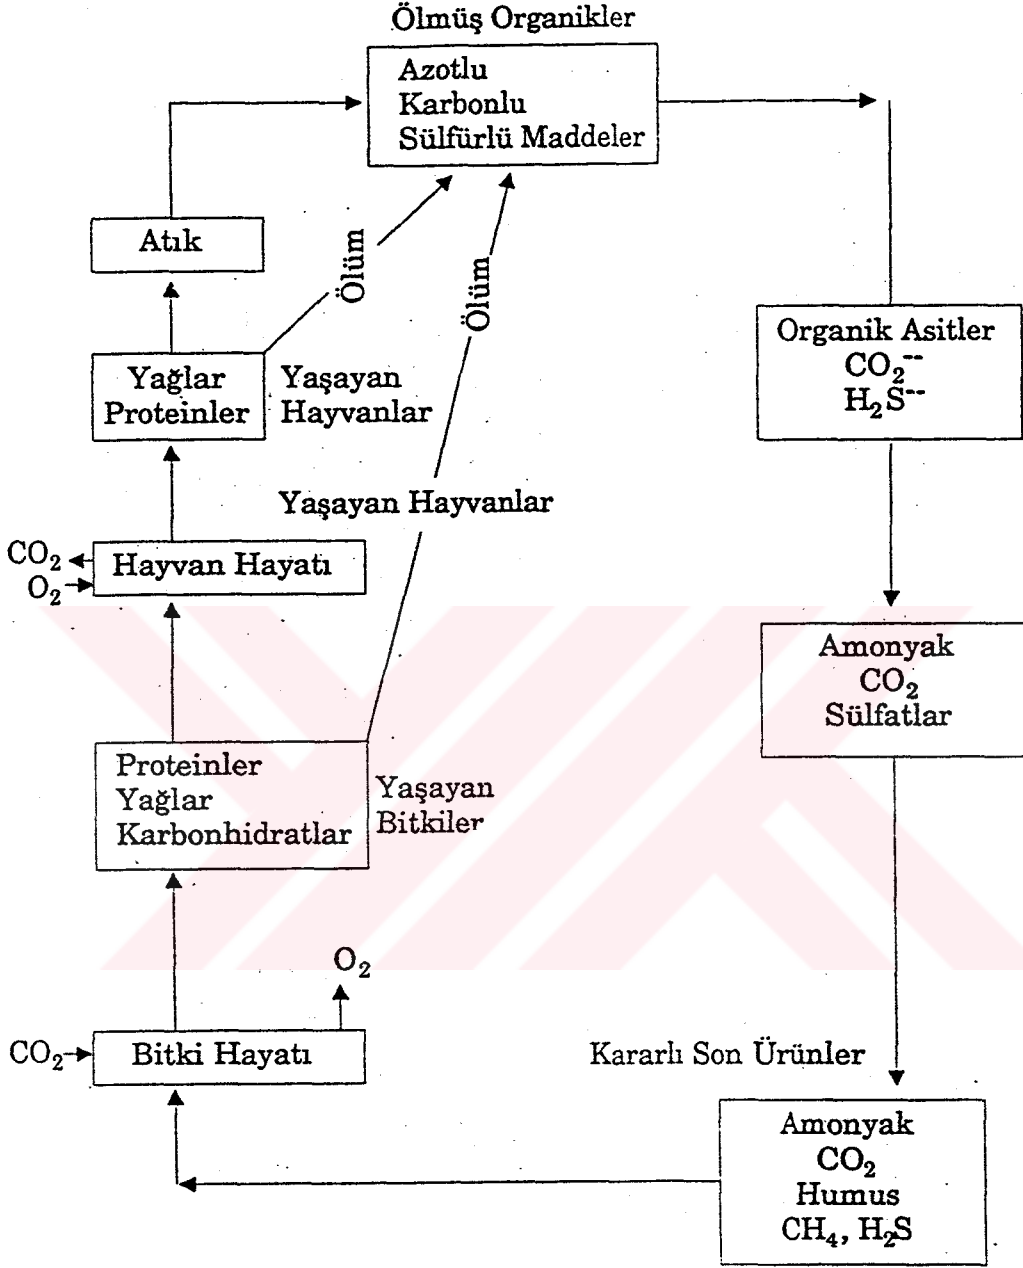 Ölmüş Organikler
Azotlu
Karbonlu
Sülfürlü Maddeler
Atık
Ölüm
Ölüm
Yağlar
Proteinler
Yaşayan
Hayvanlar
Organik Asitler
CO₂--
H₂S--
Yaşayan Hayvanlar
CO₂
O₂
Hayvan Hayatı
Amonyak
CO₂
Sülfatlar
Proteinler
Yağlar
Karbonhidratlar
Yaşayan
Bitkiler
O₂
CO₂
Bitki Hayatı
Kararlı Son Ürünler
Amonyak
CO₂
Humus
CH₄, H₂S